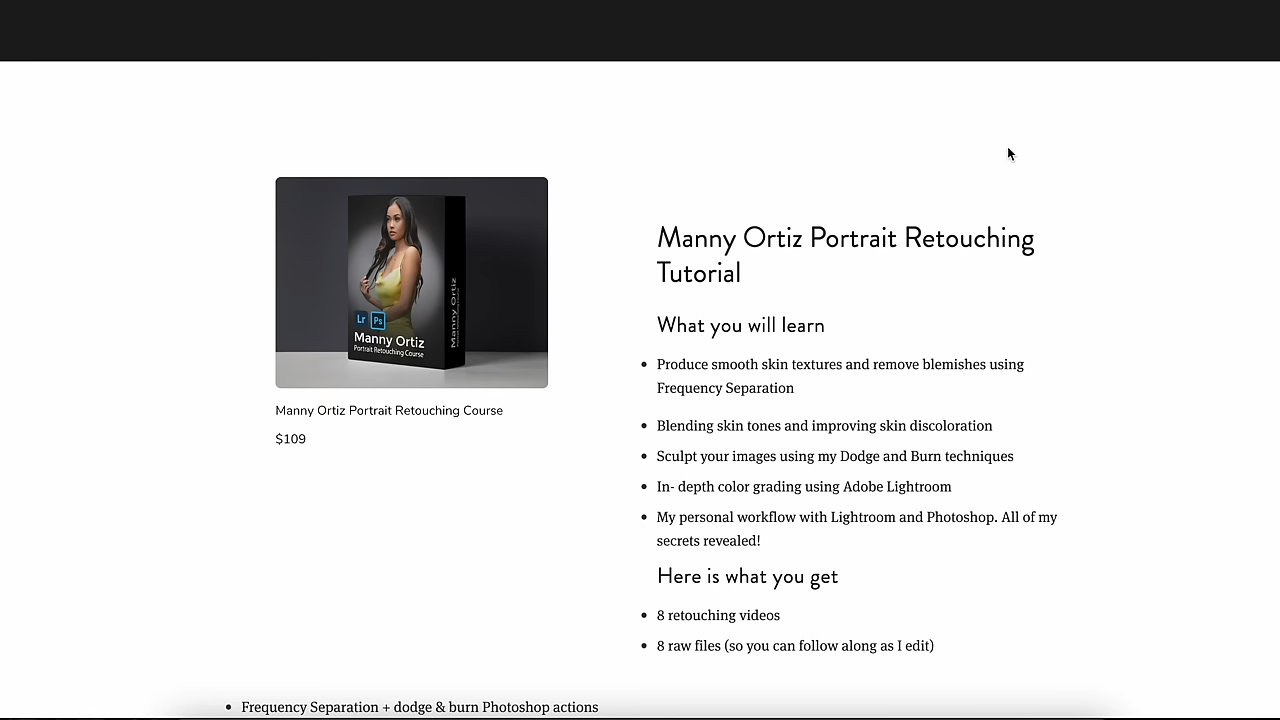 Lr Ps
Manny Ortiz
Portrait Retouching Course
Manny Ortiz
Manny Ortiz Portrait Retouching Course
$109
Manny Ortiz Portrait Retouching
Tutorial
What you will learn
• Produce smooth skin textures and remove blemishes using
Frequency Separation
• Blending skin tones and improving skin discoloration
• Sculpt your images using my Dodge and Burn techniques
• In- depth color grading using Adobe Lightroom
• My personal workflow with Lightroom and Photoshop. All of my
secrets revealed!
Here is what you get
• 8 retouching videos
• 8 raw files (so you can follow along as I edit)
• Frequency Separation + dodge & burn Photoshop actions